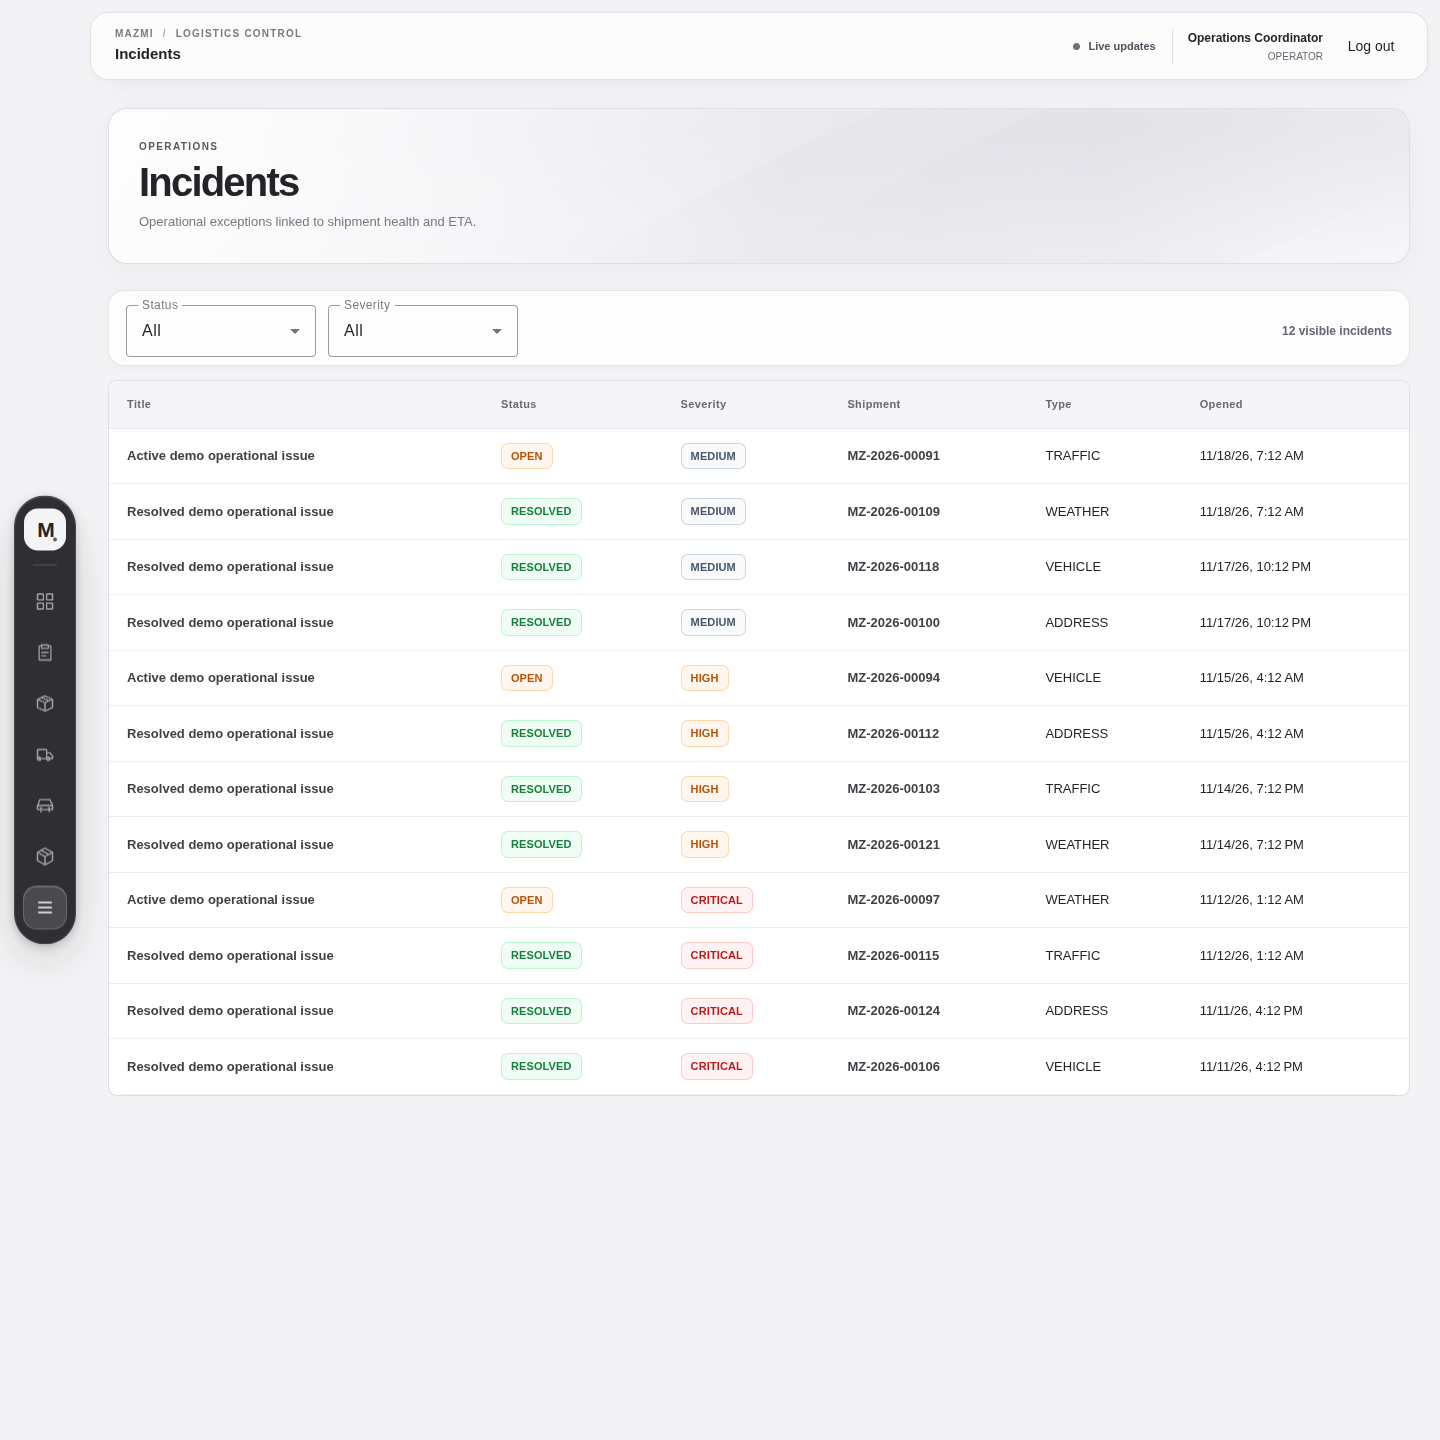 MAZMI / LOGISTICS CONTROL
Incidents
Live updates
Operations Coordinator
OPERATOR
Log out
OPERATIONS
Incidents
Operational exceptions linked to shipment health and ETA.
Status
All
Severity
All
12 visible incidents
Title Status Severity Shipment Type Opened
Active demo operational issue OPEN MEDIUM MZ-2026-00091 TRAFFIC 11/18/26, 7:12 AM
Resolved demo operational issue RESOLVED MEDIUM MZ-2026-00109 WEATHER 11/18/26, 7:12 AM
Resolved demo operational issue RESOLVED MEDIUM MZ-2026-00118 VEHICLE 11/17/26, 10:12 PM
Resolved demo operational issue RESOLVED MEDIUM MZ-2026-00100 ADDRESS 11/17/26, 10:12 PM
Active demo operational issue OPEN HIGH MZ-2026-00094 VEHICLE 11/15/26, 4:12 AM
Resolved demo operational issue RESOLVED HIGH MZ-2026-00112 ADDRESS 11/15/26, 4:12 AM
Resolved demo operational issue RESOLVED HIGH MZ-2026-00103 TRAFFIC 11/14/26, 7:12 PM
Resolved demo operational issue RESOLVED HIGH MZ-2026-00121 WEATHER 11/14/26, 7:12 PM
Active demo operational issue OPEN CRITICAL MZ-2026-00097 WEATHER 11/12/26, 1:12 AM
Resolved demo operational issue RESOLVED CRITICAL MZ-2026-00115 TRAFFIC 11/12/26, 1:12 AM
Resolved demo operational issue RESOLVED CRITICAL MZ-2026-00124 ADDRESS 11/11/26, 4:12 PM
Resolved demo operational issue RESOLVED CRITICAL MZ-2026-00106 VEHICLE 11/11/26, 4:12 PM
M